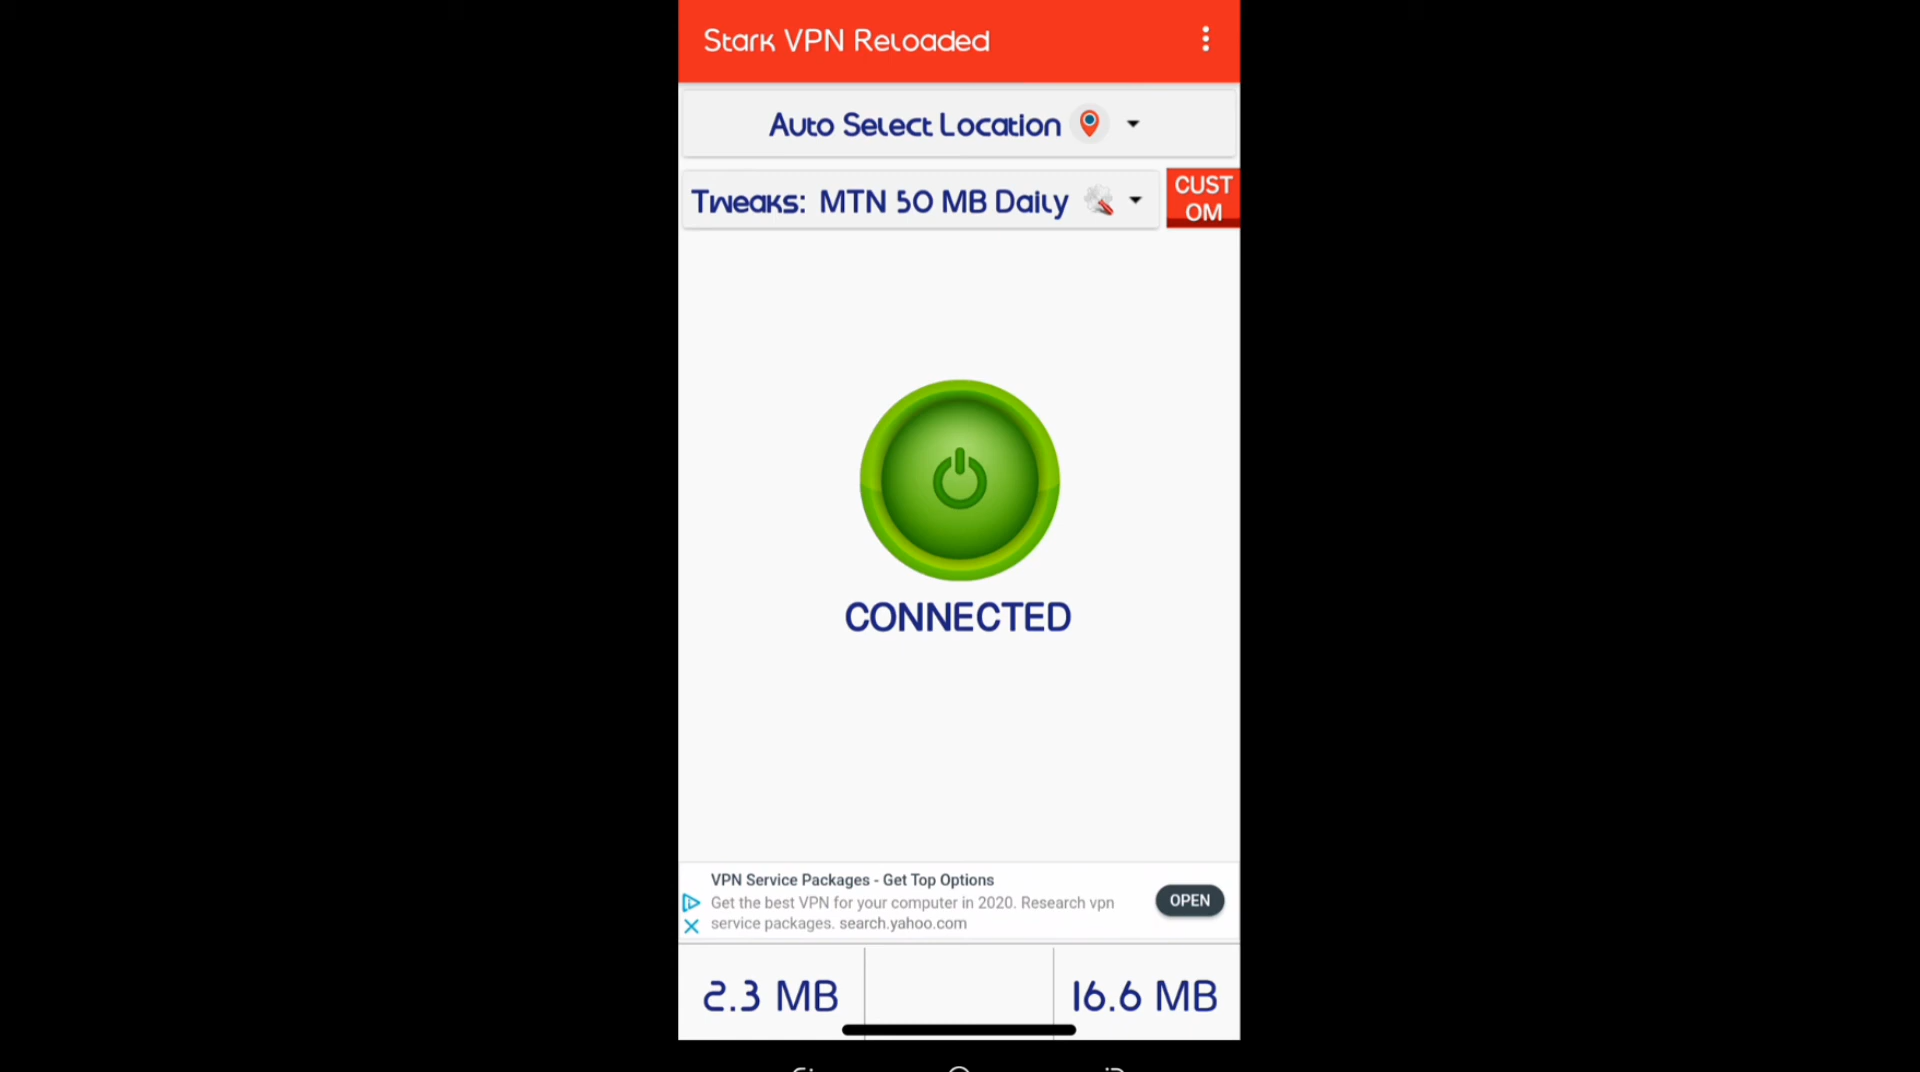 Stark VPN Reloaded
Auto Select Location
Tweaks: MTN 50 MB Daily
CUST
OM
CONNECTED
VPN Service Packages - Get Top Options
Get the best VPN for your computer in 2020. Research vpn
service packages. search.yahoo.com
OPEN
2.3 MB
16.6 MB